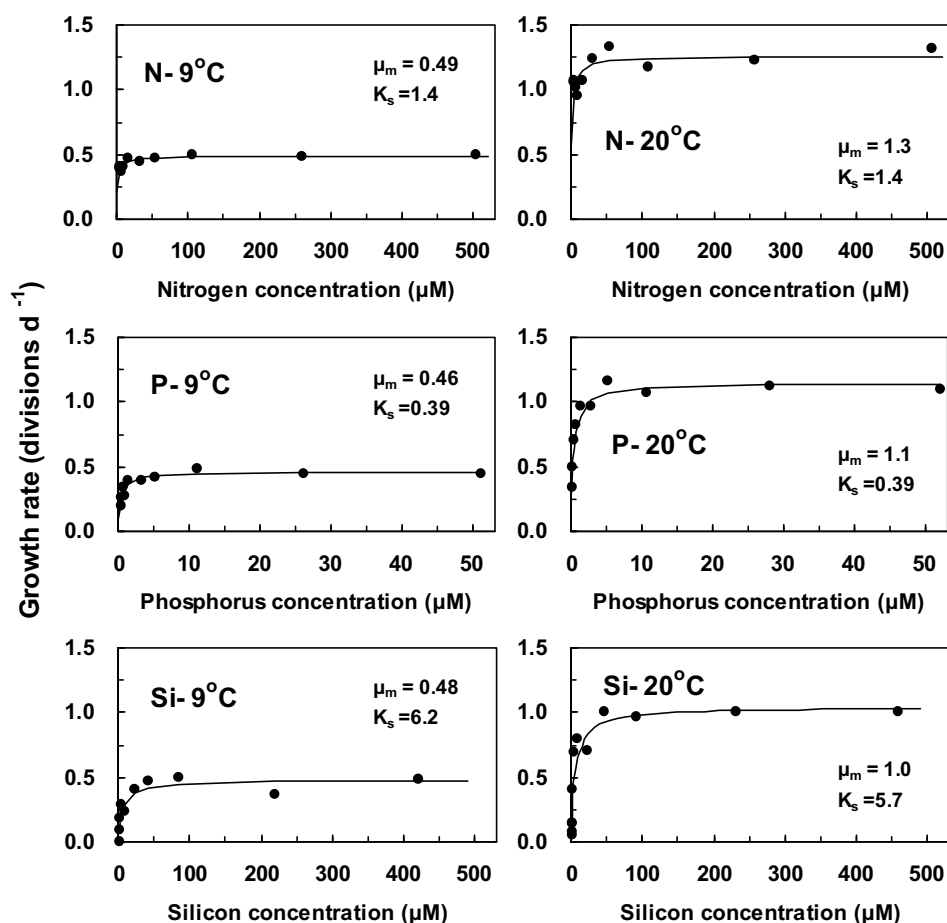 Growth rate (divisions d ⁻¹)
1.5
1.0
0.5
0.0
N- 9°C
µm = 0.49
Ks =1.4
0 100 200 300 400 500
Nitrogen concentration (µM)
1.5
1.0
0.5
0.0
N- 20°C
µm = 1.3
Ks =1.4
0 100 200 300 400 500
Nitrogen concentration (µM)
1.5
1.0
0.5
0.0
P- 9°C
µm = 0.46
Ks =0.39
0 10 20 30 40 50
Phosphorus concentration (µM)
1.5
1.0
0.5
0.0
P- 20°C
µm = 1.1
Ks =0.39
0 10 20 30 40 50
Phosphorus concentration (µM)
1.5
1.0
0.5
0.0
Si- 9°C
µm = 0.48
Ks =6.2
0 100 200 300 400 500
Silicon concentration (µM)
1.5
1.0
0.5
0.0
Si-20°C
µm = 1.0
Ks =5.7
0 100 200 300 400 500
Silicon concentration (µM)